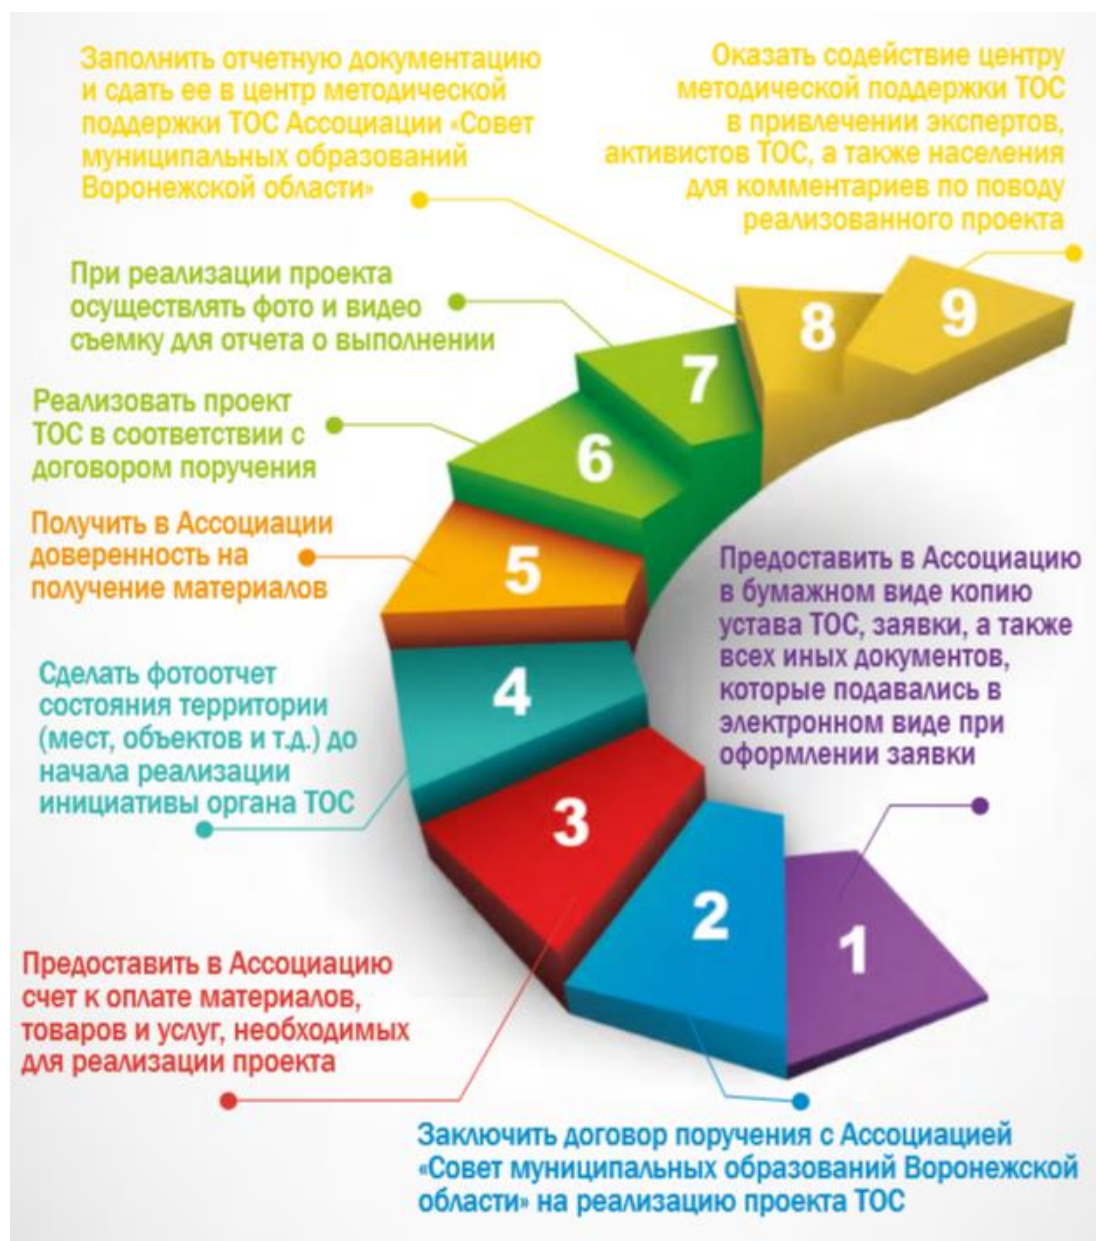 Заполнить отчетную документацию
и сдать ее в центр методической
поддержки ТОС Ассоциации «Совет
муниципальных образований
Воронежской области»
Оказать содействие центру
методической поддержки ТОС
в привлечении экспертов,
активистов ТОС, а также населения
для комментариев по поводу
реализованного проекта
При реализации проекта
осуществлять фото и видео
съемку для отчета о выполнении
Реализовать проект
ТОС в соответствии с
договором поручения
Получить в Ассоциации
доверенность на
получение материалов
Сделать фотоотчет
состояния территории
(мест, объектов и т.д.) до
начала реализации
инициативы органа ТОС
Предоставить в Ассоциацию
счет к оплате материалов,
товаров и услуг, необходимых
для реализации проекта
9
8
7
6
5
4
3
2
1
Предоставить в Ассоциацию
в бумажном виде копию
устава ТОС, заявки, а также
всех иных документов,
которые подавались в
электронном виде при
оформлении заявки
Заключить договор поручения с Ассоциацией
«Совет муниципальных образований Воронежской
области» на реализацию проекта ТОС